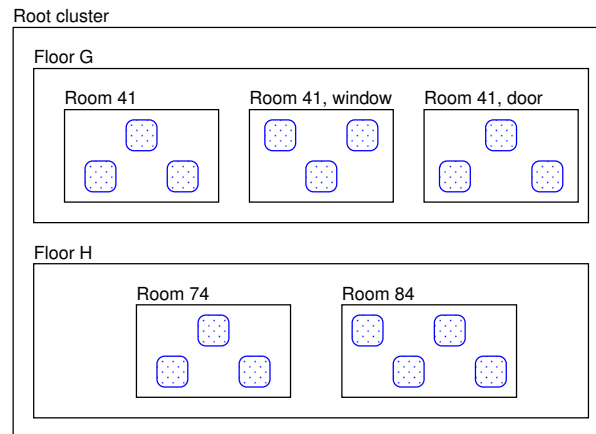 Root cluster
Floor G
Room 41
Room 41, window
Room 41, door
Floor H
Room 74
Room 84